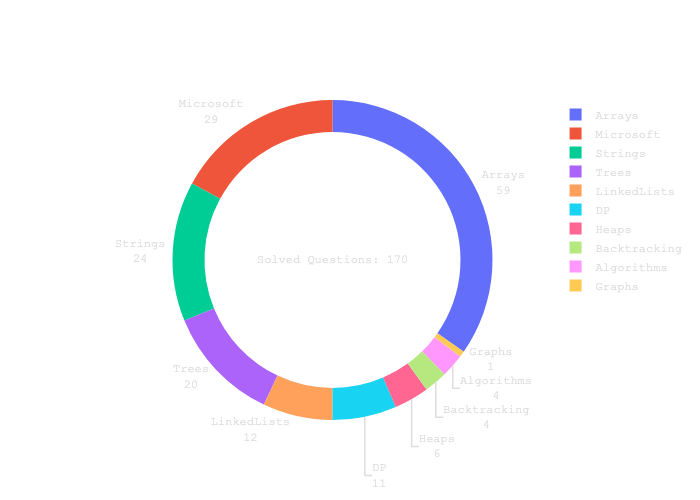 Microsoft
29
Arrays
59
Strings
24
Solved Questions: 170
Trees
20
LinkedLists
12
DP
11
Heaps
6
Backtracking
4
Algorithms
4
Graphs
1
Arrays
Microsoft
Strings
Trees
LinkedLists
DP
Heaps
Backtracking
Algorithms
Graphs